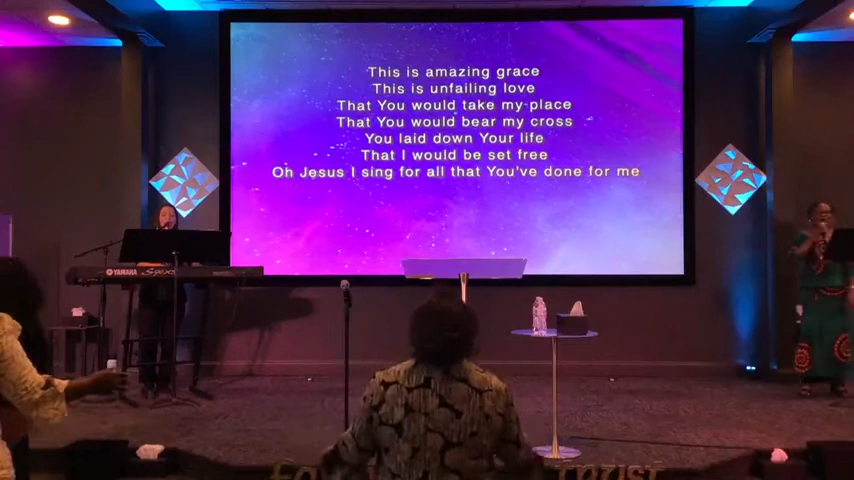 This is amazing grace
This is unfailing love
That You would take my place
That You would bear my cross
You laid down Your life
That I would be set free
Oh Jesus I sing for all that You've done for me
YAMAHA